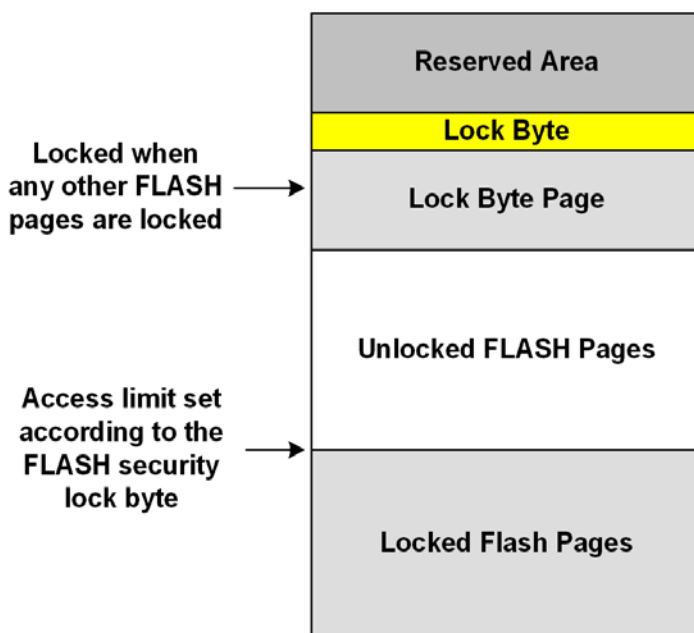 Reserved Area
Lock Byte
Locked when
any other FLASH
pages are locked
Lock Byte Page
Unlocked FLASH Pages
Access limit set
according to the
FLASH security
lock byte
Locked Flash Pages